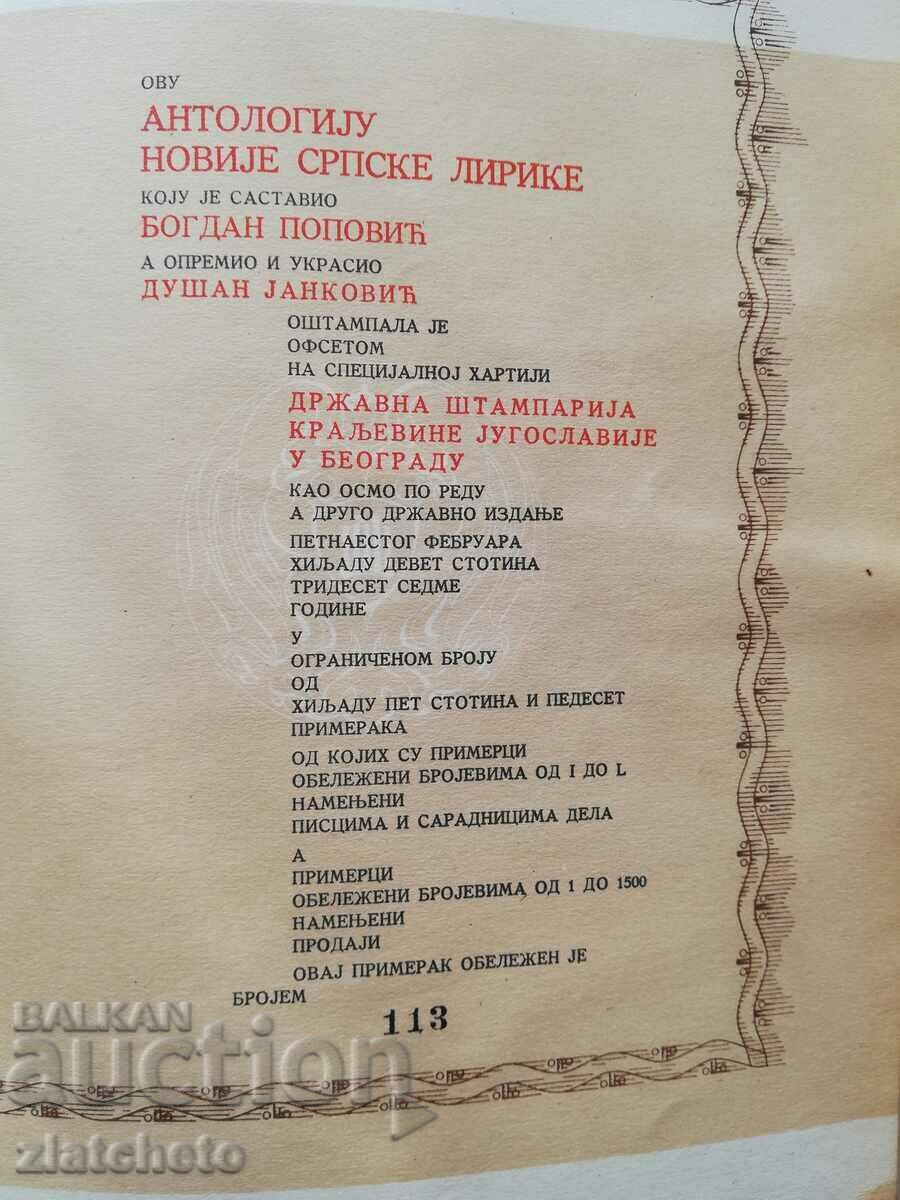 ОВУ
АНТОЛОГИЈУ
НОВИЈЕ СРПСКЕ ЛИРИКЕ
КОЈУ ЈЕ САСТАВИО
БОГДАН ПОПОВИЋ
А ОПРЕМИО И УКРАСИО
ДУШАН ЈАНКОВИЋ
ОШТАМПАЛА ЈЕ
ОФСЕТОМ
НА СПЕЦИЈАЛНОЈ ХАРТИЈИ
ДРЖАВНА ШТАМПАРИЈА
КРАЉЕВИНЕ ЈУГОСЛАВИЈЕ
У БЕОГРАДУ
КАО ОСМО ПО РЕДУ
А ДРУГО ДРЖАВНО ИЗДАЊЕ
ПЕТНАЕСТОГ ФЕБРУАРА
ХИЉАДУ ДЕВЕТ СТОТИНА
ТРИДЕСЕТ СЕДМЕ
ГОДИНЕ
У
ОГРАНИЧЕНОМ БРОЈУ
ОД
ХИЉАДУ ПЕТ СТОТИНА И ПЕДЕСЕТ
ПРИМЕРАКА
ОД КОЈИХ СУ ПРИМЕРЦИ
ОБЕЛЕЖЕНИ БРОЈЕВИМА ОД I ДО L
НАМЕЊЕНИ
ПИСЦИМА И САРАДНИЦИМА ДЕЛА
А
ПРИМЕРЦИ
ОБЕЛЕЖЕНИ БРОЈЕВИМА ОД 1 ДО 1500
НАМЕЊЕНИ
ПРОДАЈИ
ОВАЈ ПРИМЕРАК ОБЕЛЕЖЕН ЈЕ
БРОЈЕМ
113
BALKAN
auction
zlatcheto